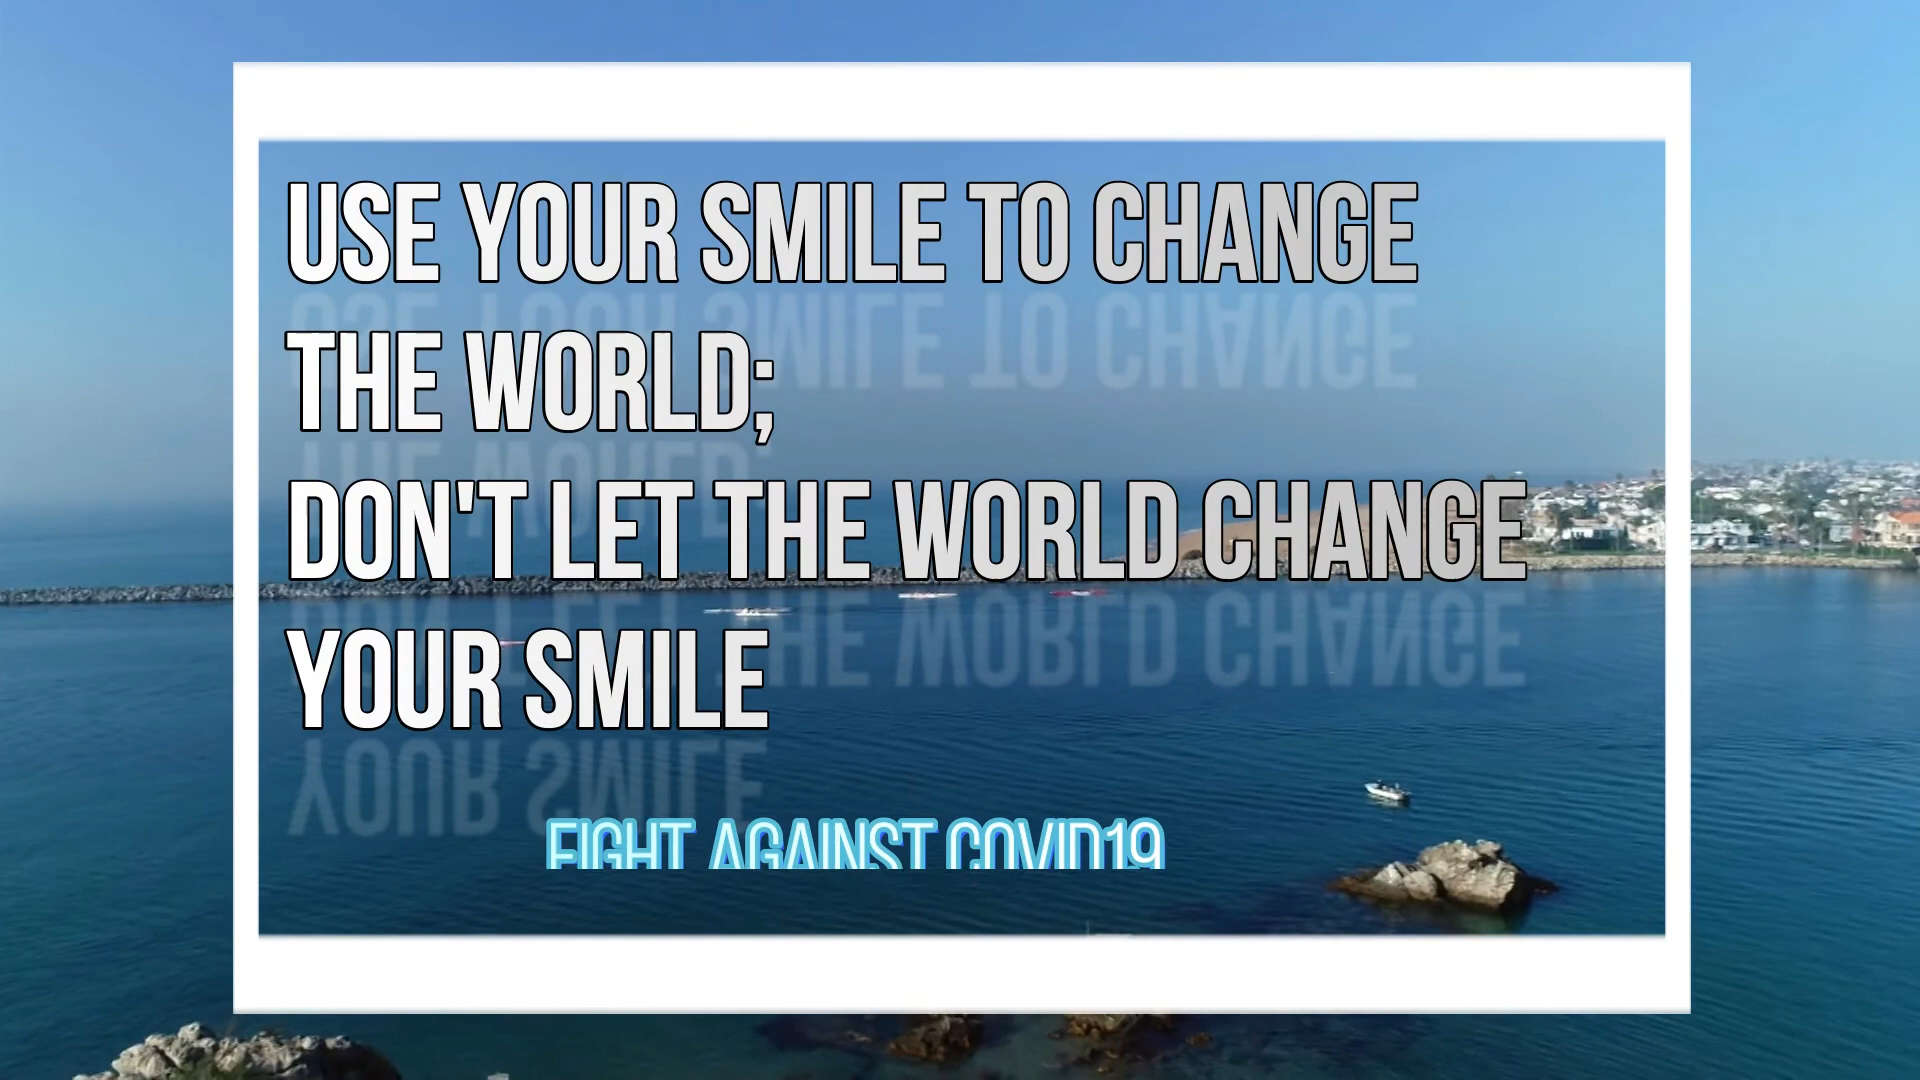 USE YOUR SMILE TO CHANGE
THE WORLD;
DON'T LET THE WORLD CHANGE
YOUR SMILE
FIGHT AGAINST COVID19